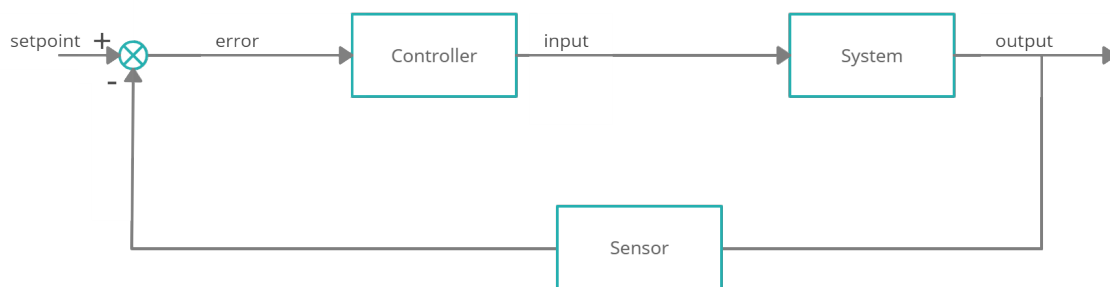 setpoint
+
error
Controller
input
System
output
-
Sensor